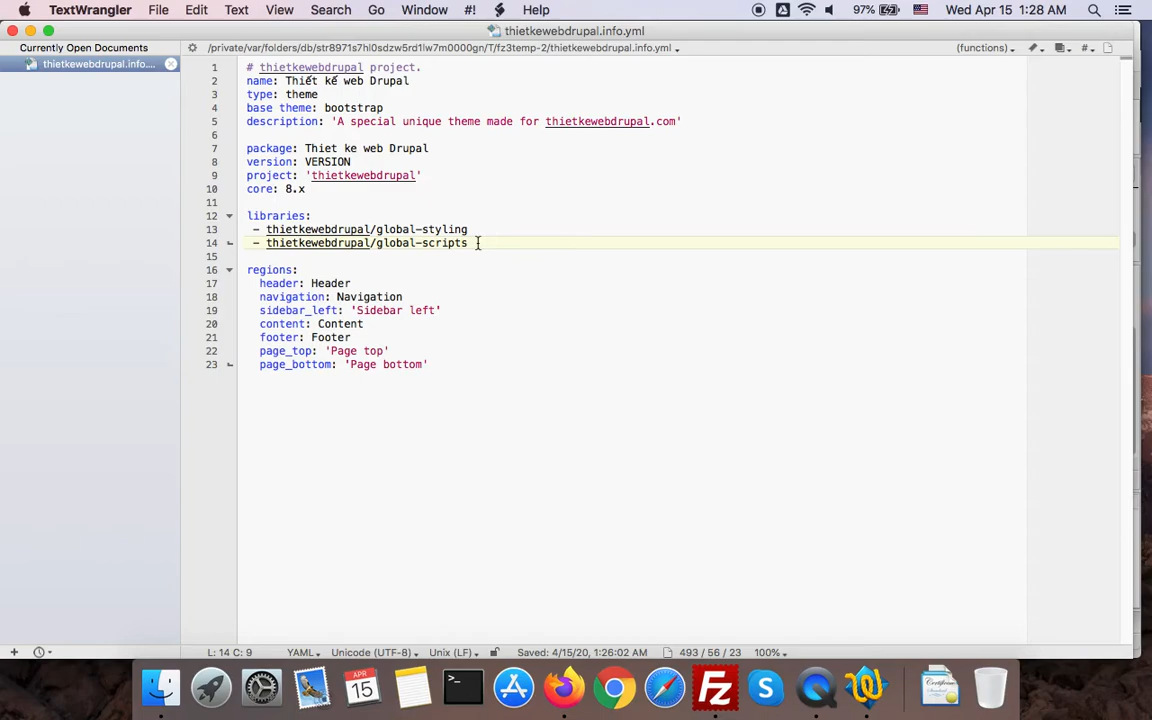 TextWrangler File Edit Text View Search Go Window #! Help 97% Wed Apr 15 1:28 AM
thietkewebdrupal.info.yml
Currently Open Documents
/private/var/folders/db/str8971s7hl0sdzw5rd1lw7m0000gn/T/fz3temp-2/thietkewebdrupal.info.yml
(functions)
#
thietkewebdrupal.info....
1 # thietkewebdrupal project.
2 name: Thiết kế web Drupal
3 type: theme
4 base theme: bootstrap
5 description: 'A special unique theme made for thietkewebdrupal.com'
6
7 package: Thiet ke web Drupal
8 version: VERSION
9 project: 'thietkewebdrupal'
10 core: 8.x
11
12 libraries:
13 - thietkewebdrupal/global-styling
14 - thietkewebdrupal/global-scripts
15
16 regions:
17 header: Header
18 navigation: Navigation
19 sidebar_left: 'Sidebar left'
20 content: Content
21 footer: Footer
22 page_top: 'Page top'
23 page_bottom: 'Page bottom'
L: 14 C: 9 YAML Unicode (UTF-8) Unix (LF) Saved: 4/15/20, 1:26:02 AM 493 / 56 / 23 100%
APR
15
>_
Fz
S